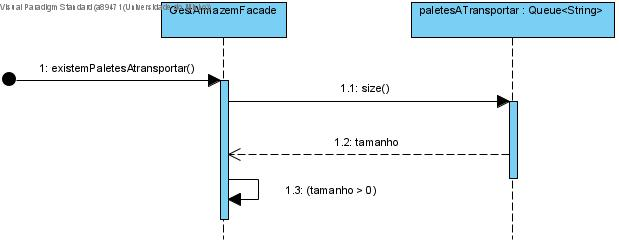 Visual Paradigm Standard (a89471 (Universidade do Minho))
GestArmazemFacade
paletesATransportar : Queue<String>
1: existemPaletesAtransportar()
1.1: size()
1.2: tamanho
1.3: (tamanho > 0)